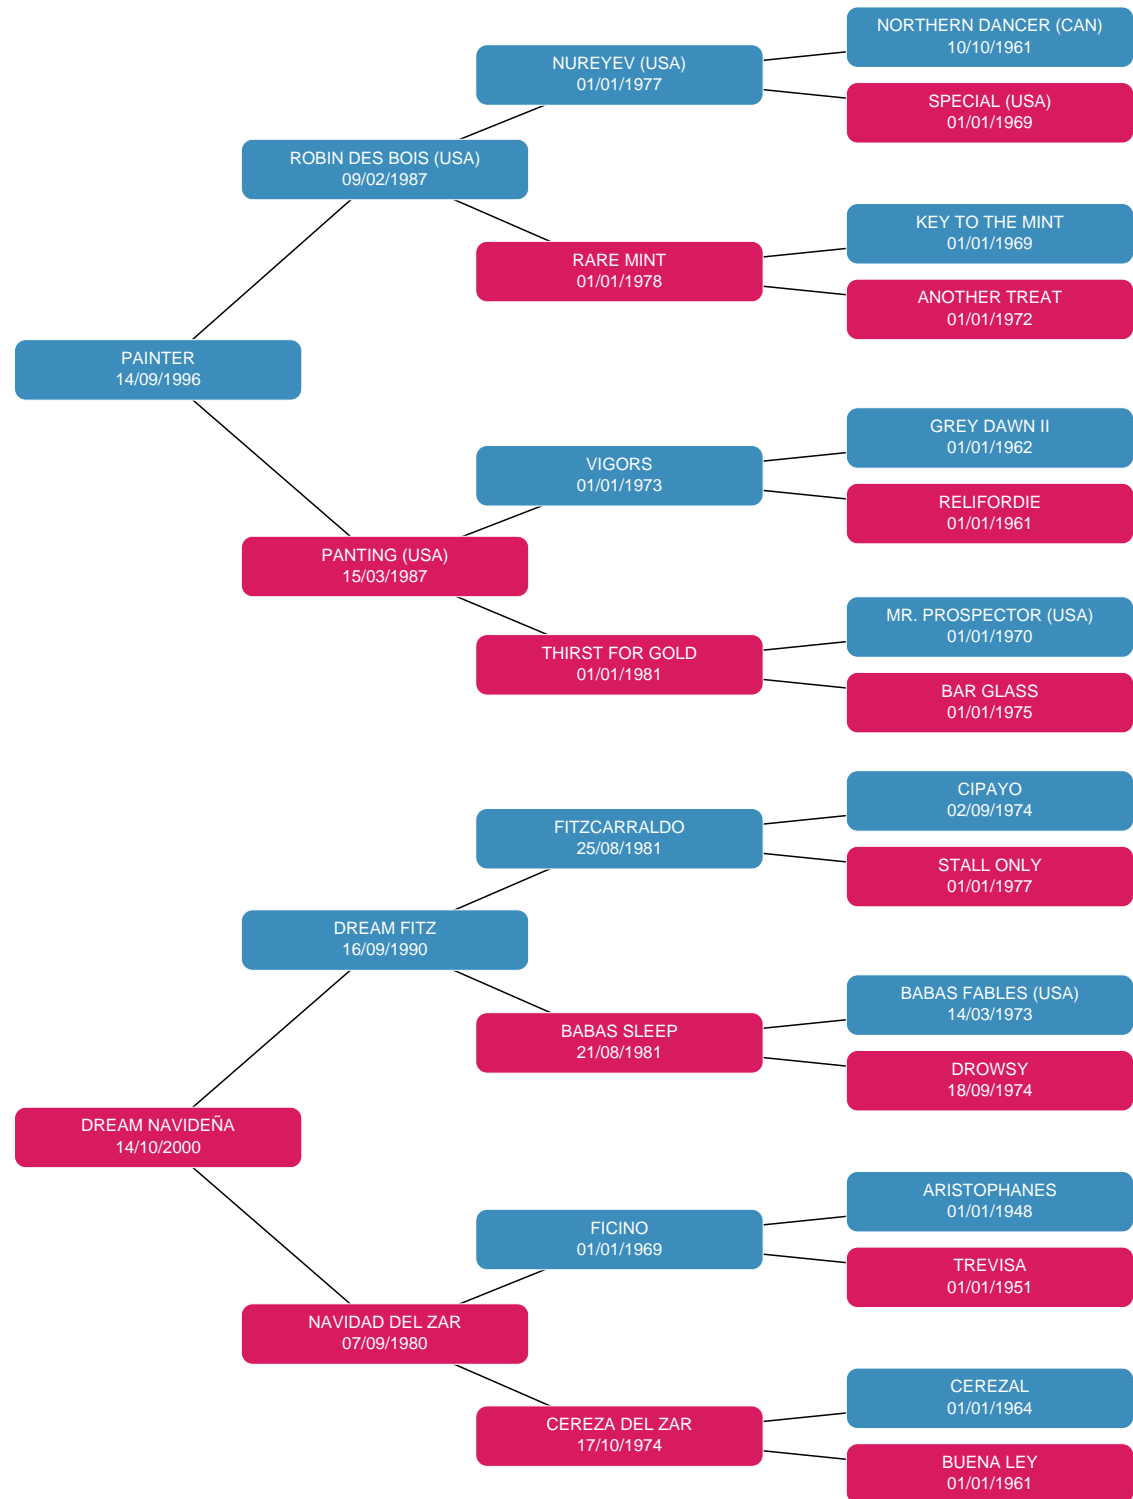 NORTHERN DANCER (CAN)
10/10/1961
NUREYEV (USA)
01/01/1977
SPECIAL (USA)
01/01/1969
ROBIN DES BOIS (USA)
09/02/1987
KEY TO THE MINT
01/01/1969
RARE MINT
01/01/1978
ANOTHER TREAT
01/01/1972
PAINTER
14/09/1996
GREY DAWN II
01/01/1962
VIGORS
01/01/1973
RELIFORDIE
01/01/1961
PANTING (USA)
15/03/1987
MR. PROSPECTOR (USA)
01/01/1970
THIRST FOR GOLD
01/01/1981
BAR GLASS
01/01/1975
CIPAYO
02/09/1974
FITZCARRALDO
25/08/1981
STALL ONLY
01/01/1977
DREAM FITZ
16/09/1990
BABAS FABLES (USA)
14/03/1973
BABAS SLEEP
21/08/1981
DROWSY
18/09/1974
DREAM NAVIDEÑA
14/10/2000
ARISTOPHANES
01/01/1948
FICINO
01/01/1969
TREVISA
01/01/1951
NAVIDAD DEL ZAR
07/09/1980
CEREZAL
01/01/1964
CEREZA DEL ZAR
17/10/1974
BUENA LEY
01/01/1961